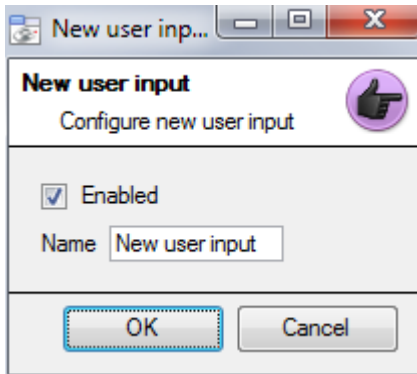 New user inp...
New user input
Configure new user input
Enabled
Name New user input
OK Cancel